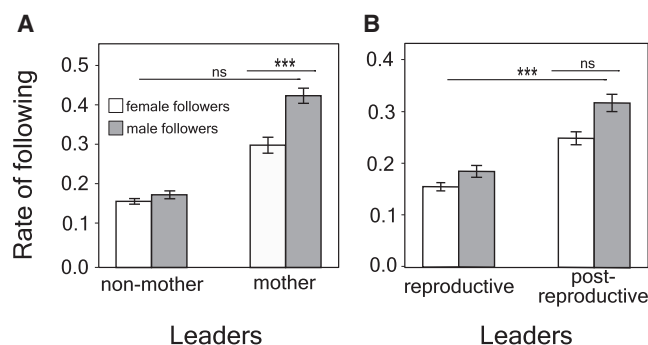 A
B
Rate of following
0.5
0.4
0.3
0.2
0.1
0.0
ns
***
female followers
male followers
non-mother
mother
Leaders
0.4
0.3
0.2
0.1
0.0
***
ns
reproductive
post-
reproductive
Leaders